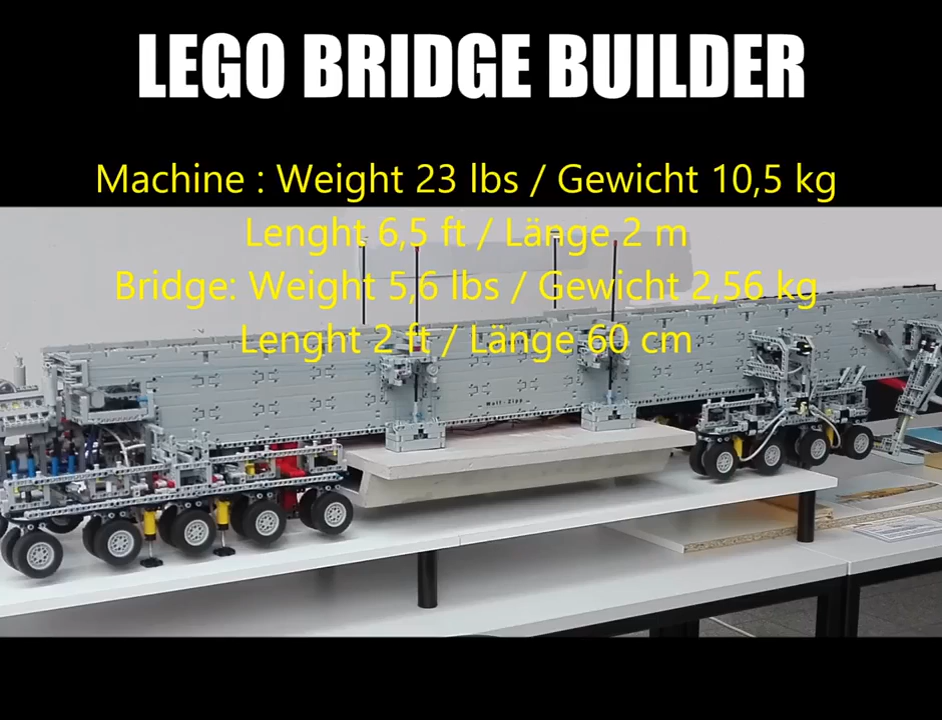 LEGO BRIDGE BUILDER
Machine : Weight 23 lbs / Gewicht 10,5 kg
Lenght 6,5 ft / Länge 2 m
Bridge: Weight 5,6 lbs / Gewicht 2,56 kg
Lenght 2 ft / Länge 60 cm